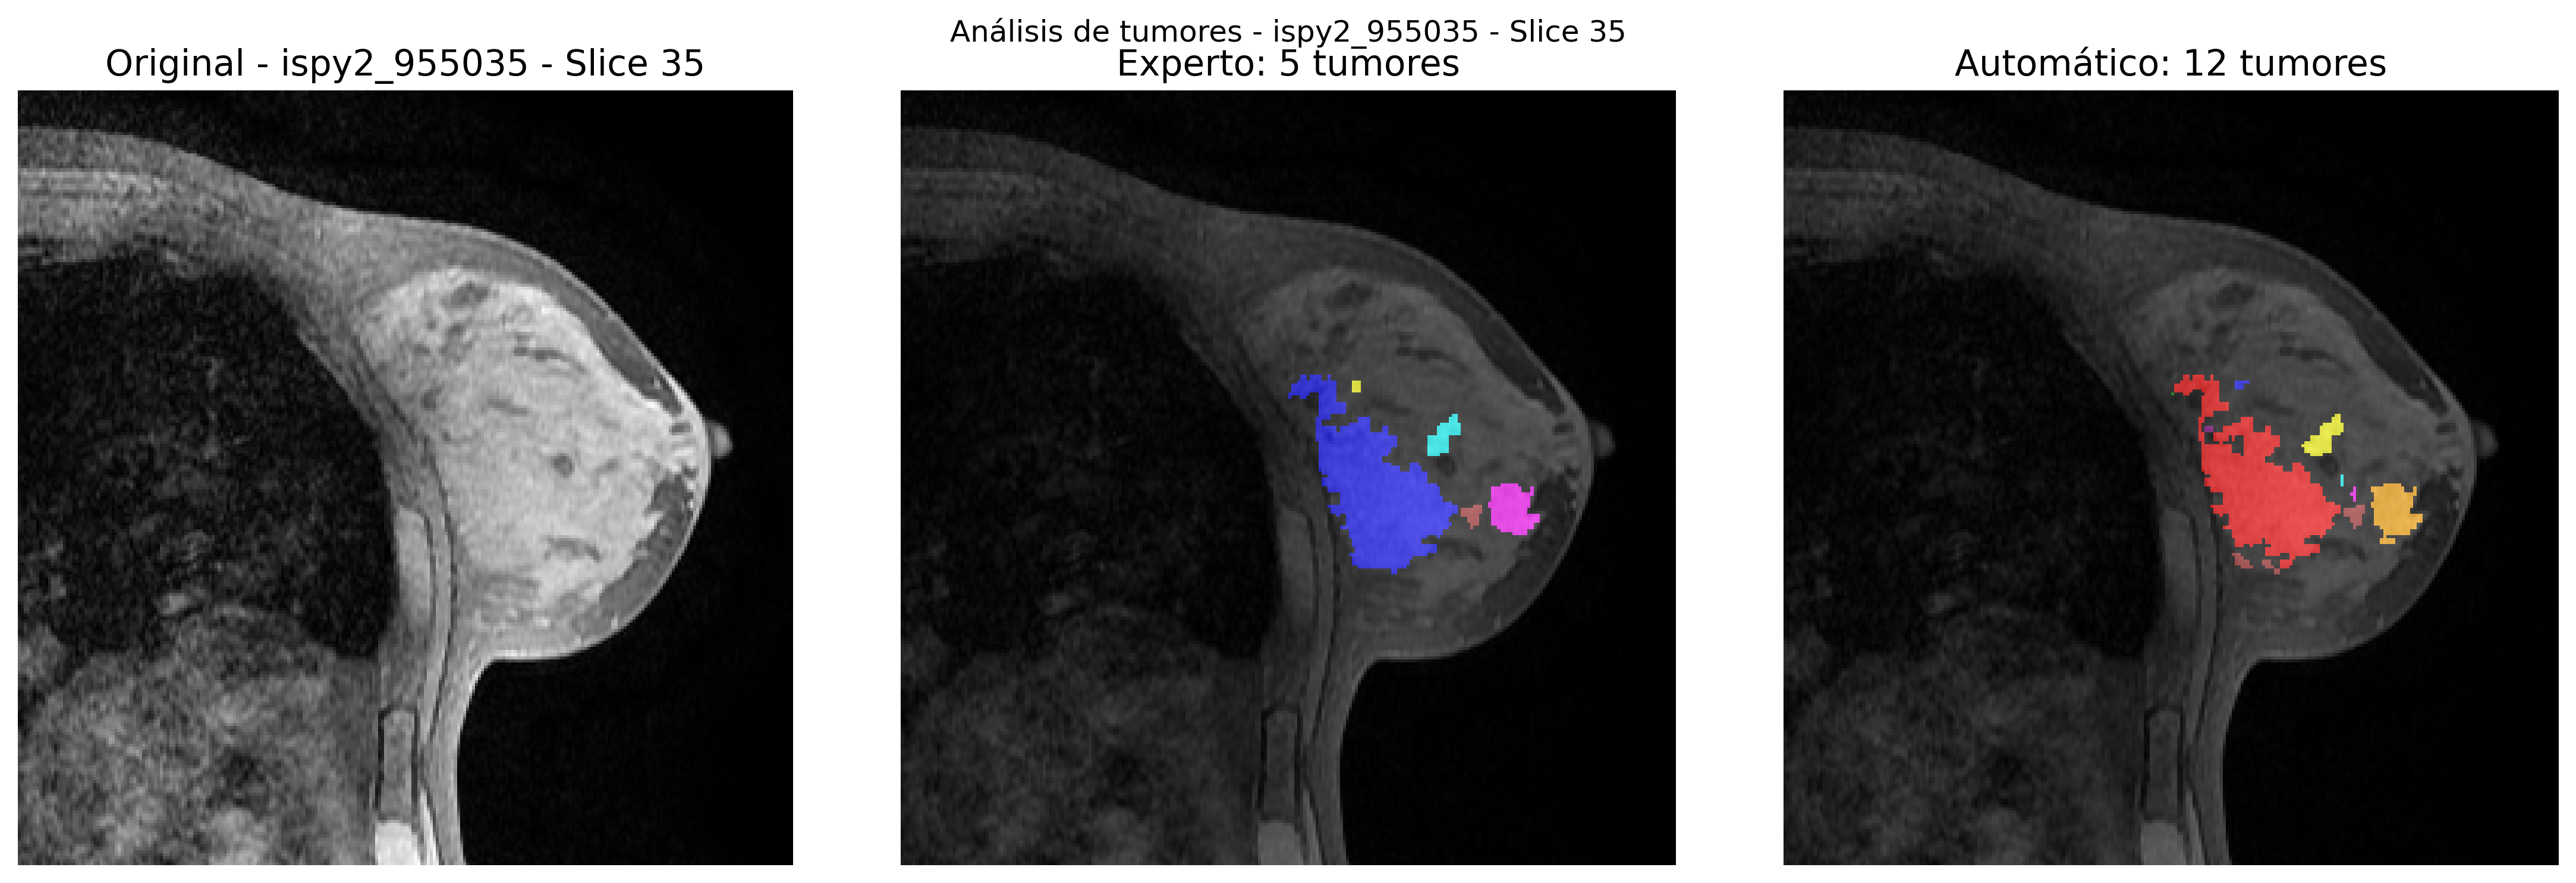 Análisis de tumores - ispy2_955035 - Slice 35
Original - ispy2_955035 - Slice 35
Experto: 5 tumores
Automático: 12 tumores